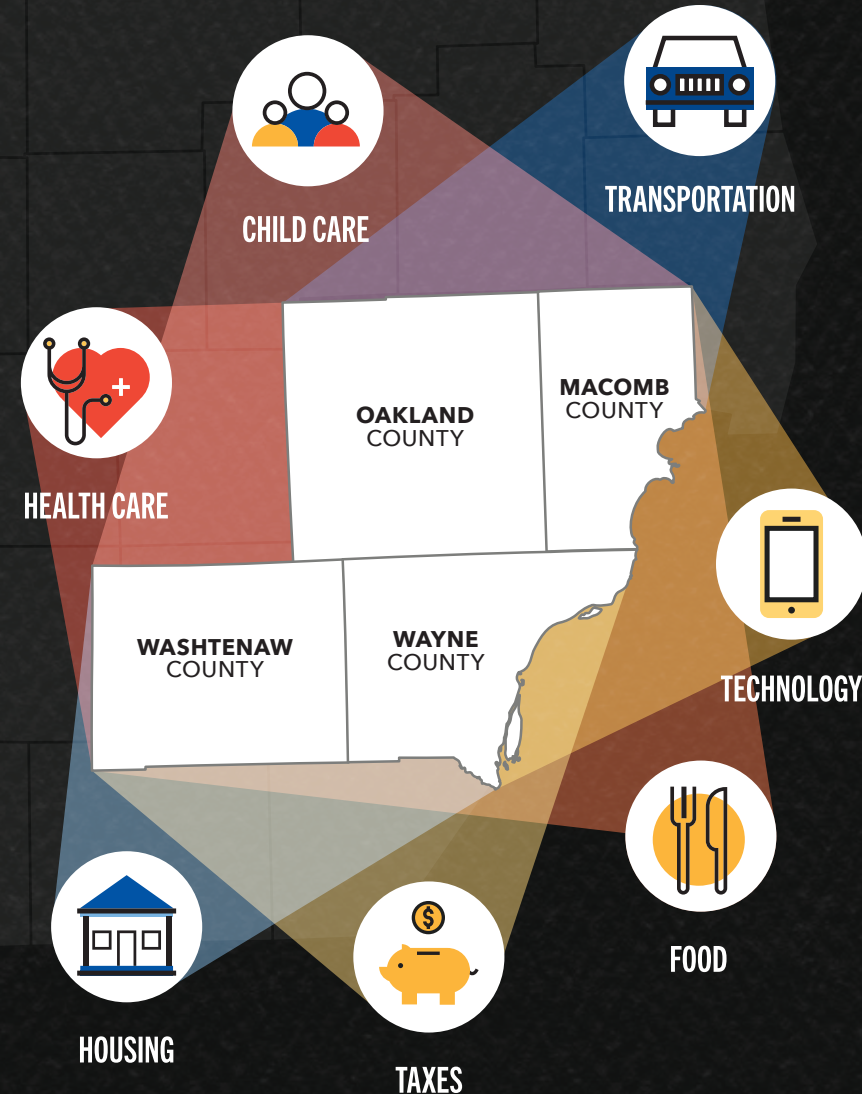 TRANSPORTATION
CHILD CARE
MACOMB
COUNTY
OAKLAND
COUNTY
HEALTH CARE
WASHTENAW
COUNTY
WAYNE
COUNTY
TECHNOLOGY
$
FOOD
HOUSING
TAXES